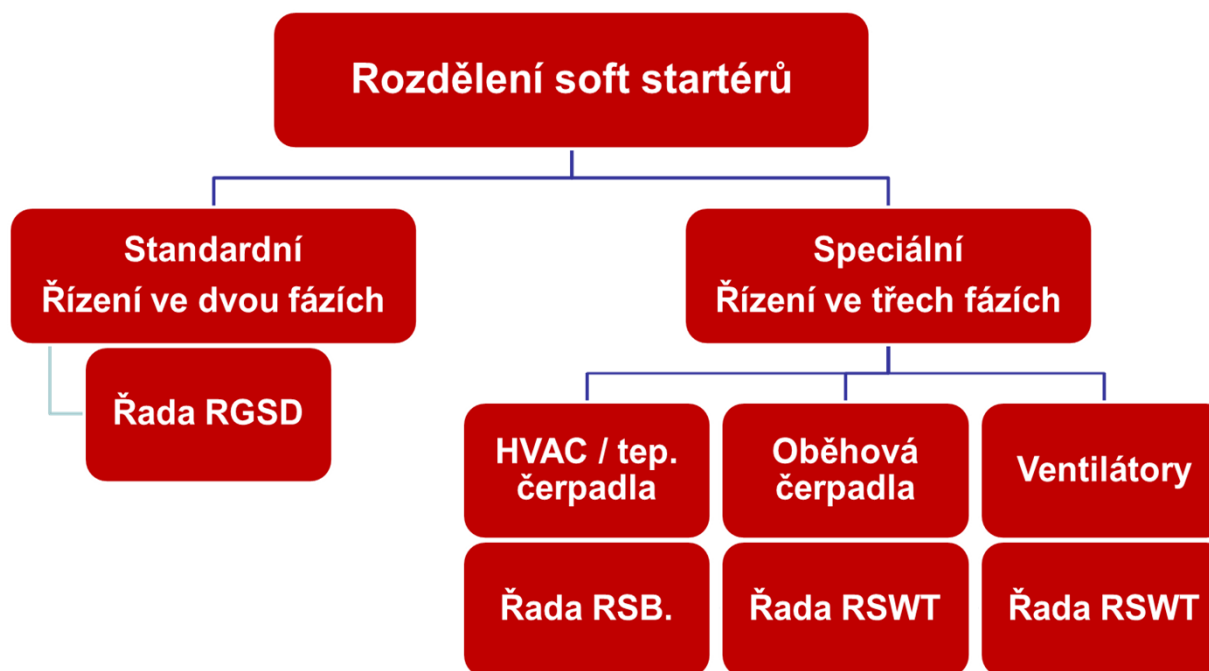 Rozdělení soft startérů
Standardní
Řízení ve dvou fázích
Speciální
Řízení ve třech fázích
Řada RGSD
HVAC / tep.
čerpadla
Oběhová
čerpadla
Ventilátory
Řada RSB.
Řada RSWT
Řada RSWT